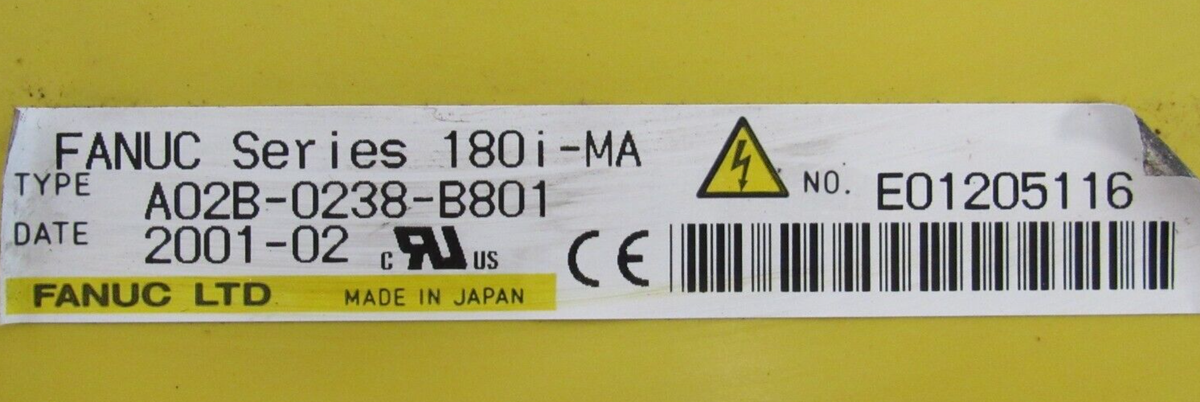 FANUC Series 180i-MA
TYPE A02B-0238-B801
DATE 2001-02
c RU US
CE
FANUC LTD MADE IN JAPAN
NO. E01205116